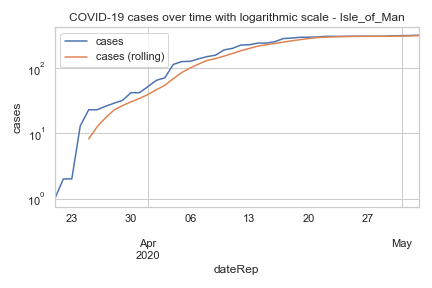 COVID-19 cases over time with logarithmic scale - Isle_of_Man
cases
cases (rolling)
cases
10²
10¹
10⁰
23 30 06 13 20 27
Apr May
2020
dateRep